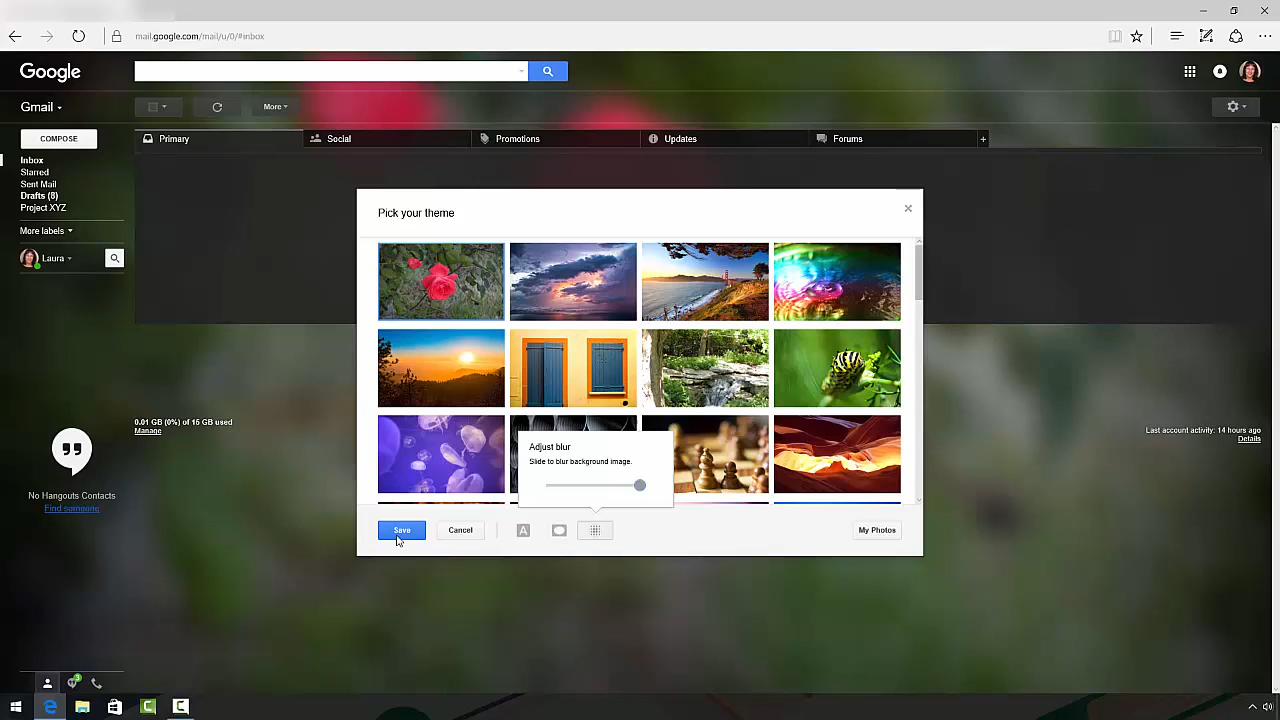 mail.google.com/mail/u/0/#inbox
Google
Gmail
More
COMPOSE
Primary
Social
Promotions
Updates
Forums
+
Inbox
Starred
Sent Mail
Drafts (8)
Project XYZ
More labels
Laura
Pick your theme
Adjust blur
Slide to blur background image.
Save
Cancel
A
My Photos
0.01 GB (0%) of 15 GB used
Manage
Last account activity: 14 hours ago
Details
No Hangouts Contacts
Find someone